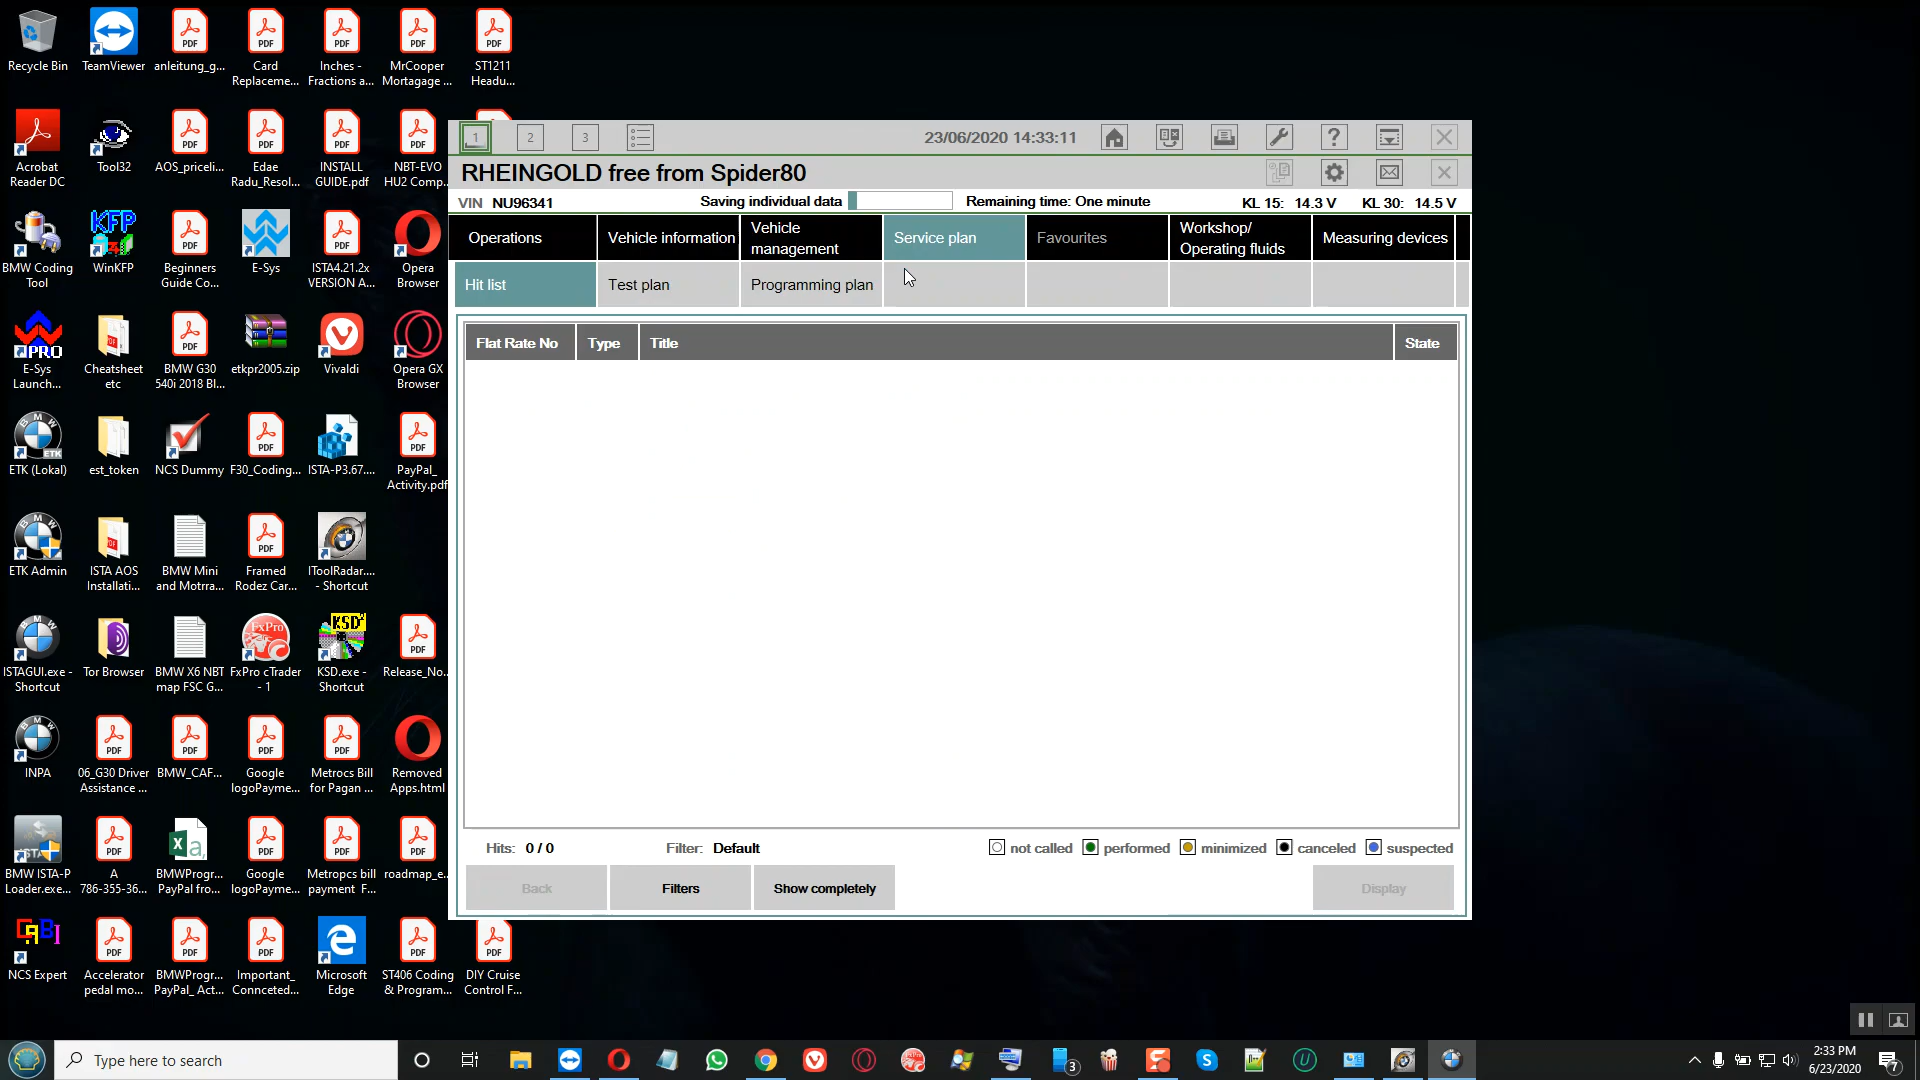 Recycle Bin
TeamViewer
anleitung_g...
Card
Replaceme...
Inches -
Fractions a...
MrCooper
Mortagage ...
ST1211
Headu...
Acrobat
Reader DC
Tool32
AOS_priceli...
Edae
Radu_Resol...
INSTALL
GUIDE.pdf
NBT-EVO
HU2 Comp...
BMW Coding
Tool
WinKFP
Beginners
Guide Co...
E-Sys
ISTA4.21.2x
VERSION A...
Opera
Browser
E-Sys
Launch...
Cheatsheet
etc
BMW G30
540i 2018 Bl...
etkpr2005.zip
Vivaldi
Opera GX
Browser
ETK (Lokal)
est_token
NCS Dummy
F30_Coding...
ISTA-P3.67....
PayPal_
Activity.pdf
ETK Admin
ISTA AOS
Installati...
BMW Mini
and Motrra...
Framed
Rodez Car...
IToolRadar....
- Shortcut
ISTAGUI.exe -
Shortcut
Tor Browser
BMW X6 NBT
map FSC G...
FxPro cTrader
- 1
KSD.exe -
Shortcut
Release_No...
INPA
06_G30 Driver
Assistance ...
BMW_CAF...
Google
logoPayme...
Metrocs Bill
for Pagan ...
Removed
Apps.html
BMW ISTA-P
Loader.exe...
A
786-355-36...
BMWProgr...
PayPal fro...
Google
logoPayme...
Metropcs bill
payment F...
roadmap_e...
NCS Expert
Accelerator
pedal mo...
BMWProgr...
PayPal_ Act...
Important_
Connceted...
Microsoft
Edge
ST406 Coding
& Program...
DIY Cruise
Control F...
1 2 3
23/06/2020 14:33:11
RHEINGOLD free from Spider80
VIN NU96341 Saving individual data Remaining time: One minute KL 15: 14.3 V KL 30: 14.5 V
Operations
Vehicle information
Vehicle
management
Service plan
Favourites
Workshop/
Operating fluids
Measuring devices
Hit list Test plan Programming plan
Flat Rate No Type Title State
Hits: 0 / 0 Filter: Default not called performed minimized canceled suspected
Back Filters Show completely Display
Type here to search
3
2:33 PM
6/23/2020
7